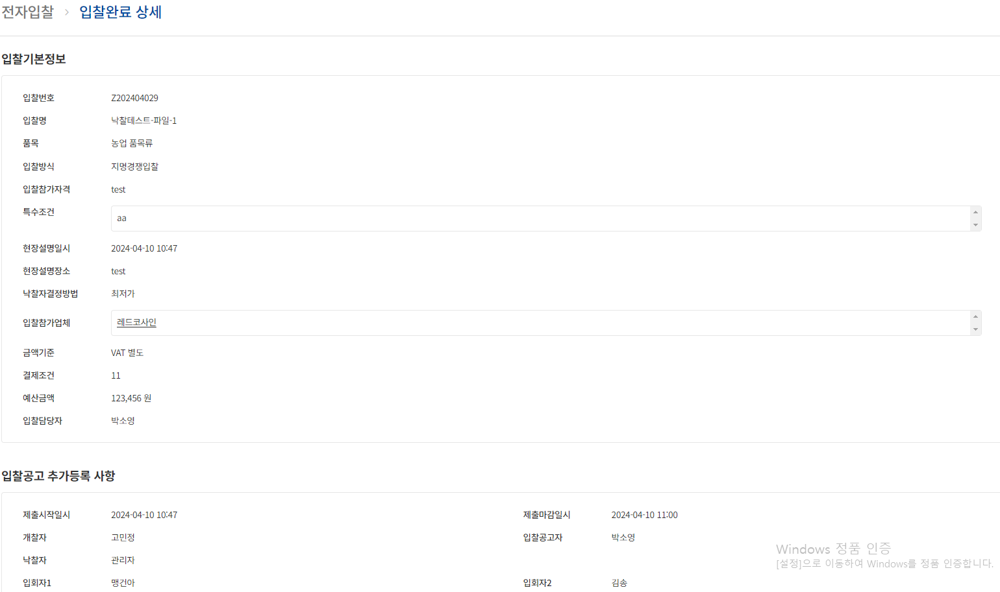 전자입찰 > 입찰완료 상세
입찰기본정보
입찰번호 Z202404029
입찰명 낙찰테스트-파일-1
품목 농업 품목류
입찰방식 지명경쟁입찰
입찰참가자격 test
특수조건 aa
현장설명일시 2024-04-10 10:47
현장설명장소 test
낙찰자결정방법 최저가
입찰참가업체 레드코사인
금액기준 VAT 별도
결제조건 11
예산금액 123,456 원
입찰담당자 박소영
입찰공고 추가등록 사항
제출시작일시 2024-04-10 10:47 제출마감일시 2024-04-10 11:00
개찰자 고민정 입찰공고자 박소영
낙찰자 관리자
입회자1 맹건아 입회자2 김송
Windows 정품 인증
[설정]으로 이동하여 Windows를 정품 인증합니다.